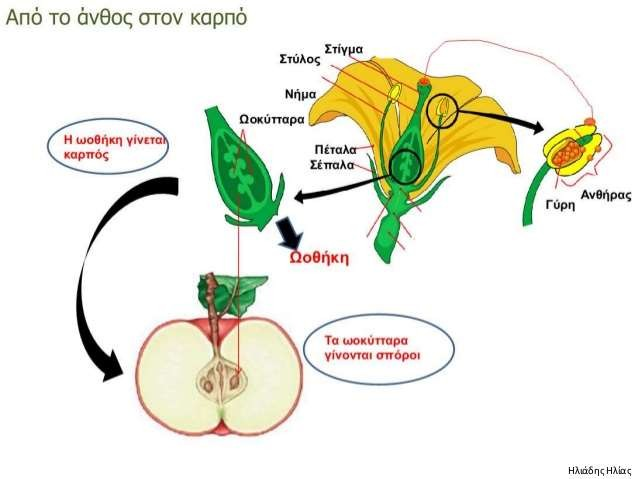 Από το άνθος στον καρπό
Στίγμα
Στύλος
Νήμα
Ωοκύτταρα
Η ωοθήκη γίνεται
καρπός
Πέταλα
Σέπαλα
Ανθήρας
Γύρη
Ωοθήκη
Τα ωοκύτταρα
γίνονται σπόροι
Ηλιάδης Ηλίας